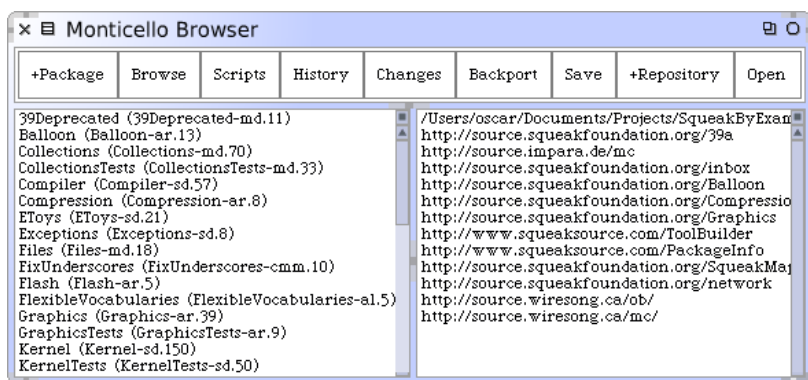 Monticello Browser
+Package Browse Scripts History Changes Backport Save +Repository Open
39Deprecated (39Deprecated-md.11)
Balloon (Balloon-ar.13)
Collections (Collections-md.70)
CollectionsTests (CollectionsTests-md.33)
Compiler (Compiler-sd.57)
Compression (Compression-ar.8)
EToys (EToys-sd.21)
Exceptions (Exceptions-sd.8)
Files (Files-md.18)
FixUnderscores (FixUnderscores-cmm.10)
Flash (Flash-ar.5)
FlexibleVocabularies (FlexibleVocabularies-al.5)
Graphics (Graphics-ar.39)
GraphicsTests (GraphicsTests-ar.9)
Kernel (Kernel-sd.150)
KernelTests (KernelTests-sd.50)
/Users/oscar/Documents/Projects/SqueakByExam
http://source.squeakfoundation.org/39a
http://source.impara.de/mc
http://source.squeakfoundation.org/inbox
http://source.squeakfoundation.org/Balloon
http://source.squeakfoundation.org/Compressio
http://source.squeakfoundation.org/Graphics
http://www.squeaksource.com/ToolBuilder
http://www.squeaksource.com/PackageInfo
http://source.squeakfoundation.org/SqueakMap
http://source.squeakfoundation.org/network
http://source.wiresong.ca/ob/
http://source.wiresong.ca/mc/